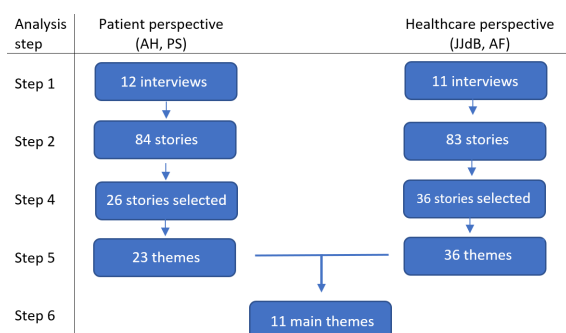 Analysis step
Patient perspective
(AH, PS)
Healthcare perspective
(JJdB, AF)
Step 1
12 interviews
11 interviews
Step 2
84 stories
83 stories
Step 4
26 stories selected
36 stories selected
Step 5
23 themes
36 themes
Step 6
11 main themes